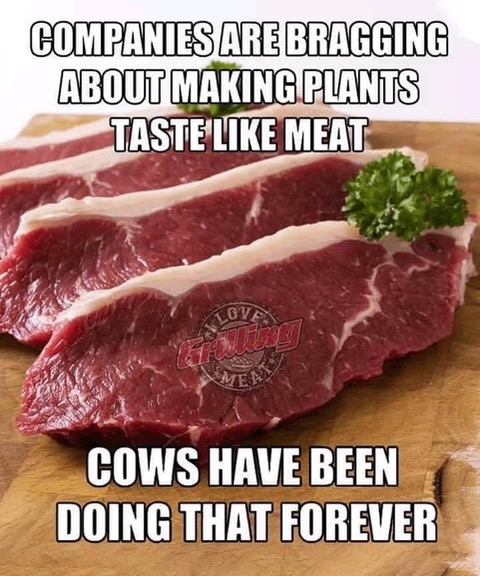 COMPANIES ARE BRAGGING
ABOUT MAKING PLANTS
TASTE LIKE MEAT
I LOVE
Grilling
MEAT
COWS HAVE BEEN
DOING THAT FOREVER